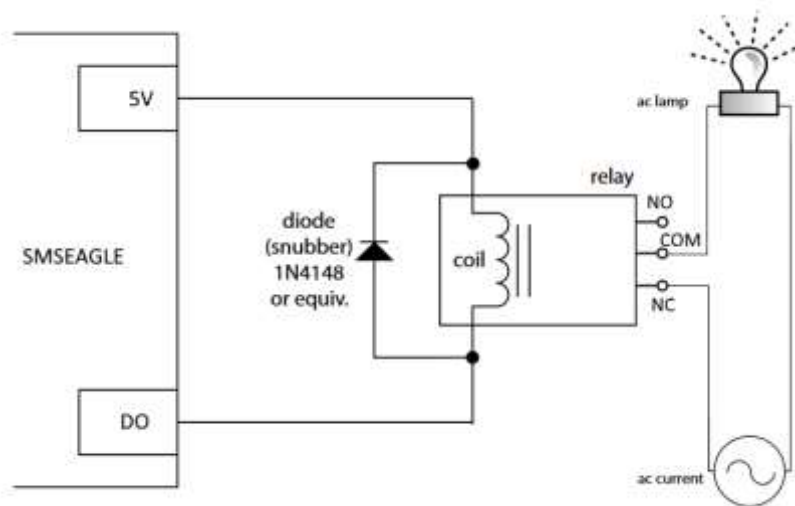 5V
SMSEAGLE
DO
diode
(snubber)
1N4148
or equiv.
relay
coil
NO
COM
NC
ac lamp
ac current